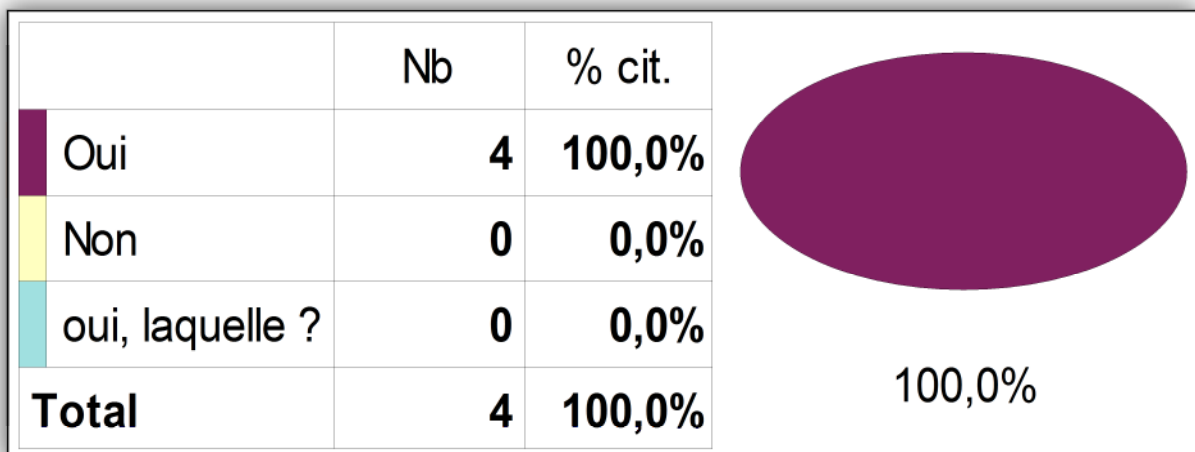 Nb % cit.
Oui 4 100,0%
Non 0 0,0%
oui, laquelle ? 0 0,0%
Total 4 100,0%
100,0%